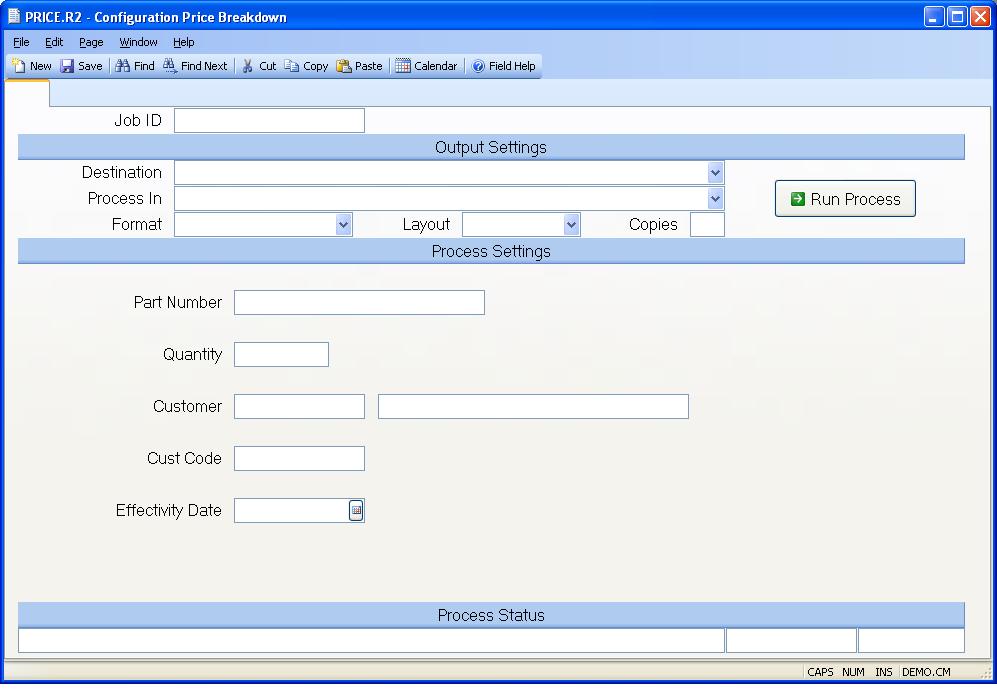 PRICE.R2 - Configuration Price Breakdown
File Edit Page Window Help
New Save Find Find Next Cut Copy Paste Calendar Field Help
Job ID
Output Settings
Destination
Process In
Run Process
Format Layout Copies
Process Settings
Part Number
Quantity
Customer
Cust Code
Effectivity Date
Process Status
CAPS NUM INS DEMO.CM